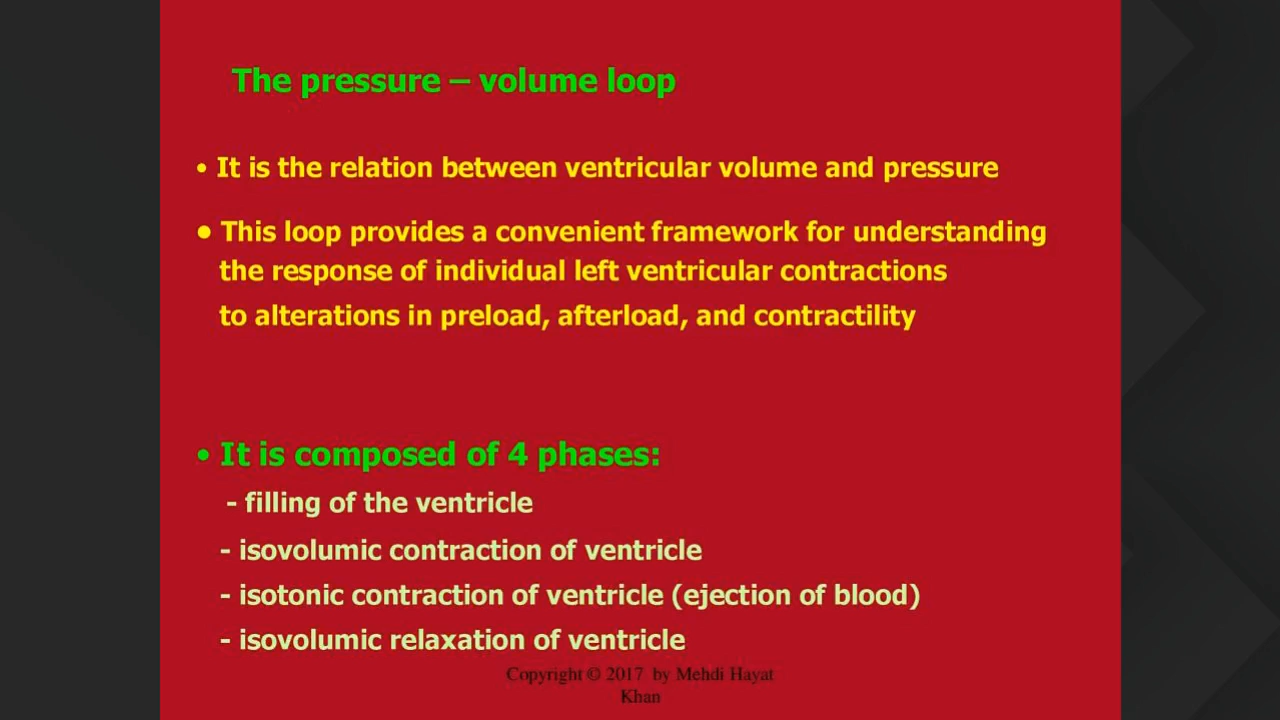 The pressure – volume loop
• It is the relation between ventricular volume and pressure
• This loop provides a convenient framework for understanding
the response of individual left ventricular contractions
to alterations in preload, afterload, and contractility
• It is composed of 4 phases:
- filling of the ventricle
- isovolumic contraction of ventricle
- isotonic contraction of ventricle (ejection of blood)
- isovolumic relaxation of ventricle
Copyright © 2017 by Mehdi Hayat
Khan